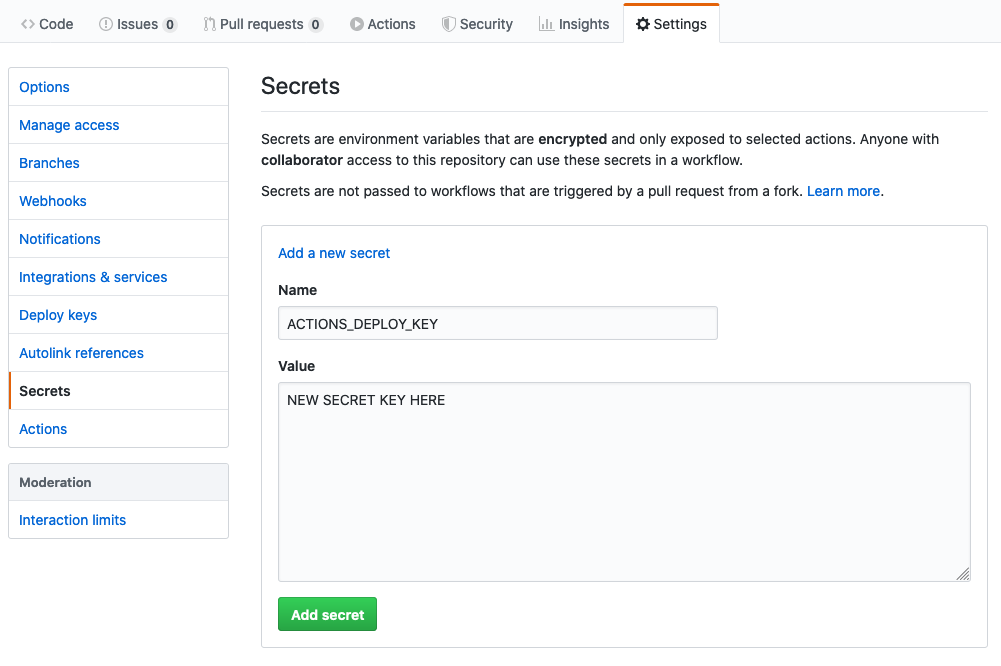 Code Issues 0 Pull requests 0 Actions Security Insights Settings
Options
Manage access
Branches
Webhooks
Notifications
Integrations & services
Deploy keys
Autolink references
Secrets
Actions
Moderation
Interaction limits
Secrets
Secrets are environment variables that are encrypted and only exposed to selected actions. Anyone with
collaborator access to this repository can use these secrets in a workflow.
Secrets are not passed to workflows that are triggered by a pull request from a fork. Learn more.
Add a new secret
Name
ACTIONS_DEPLOY_KEY
Value
NEW SECRET KEY HERE
Add secret